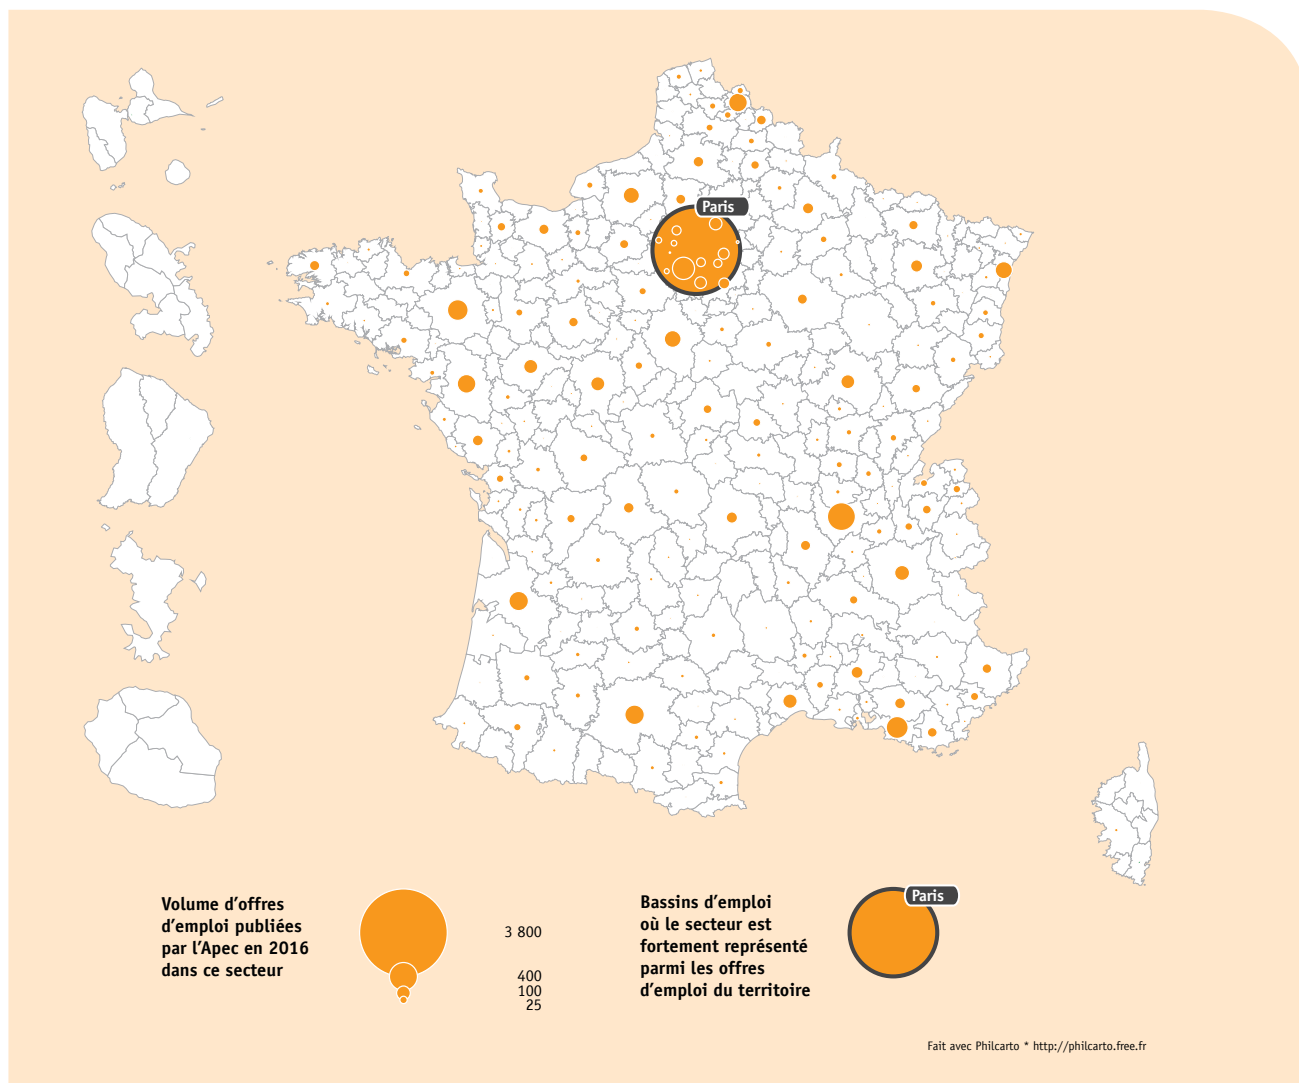 Paris
Volume d’offres
d’emploi publiées
par l’Apec en 2016
dans ce secteur
3 800
400
100
25
Bassins d’emploi
où le secteur est
fortement représenté
parmi les offres
d’emploi du territoire
Paris
Fait avec Philcarto * http://philcarto.free.fr